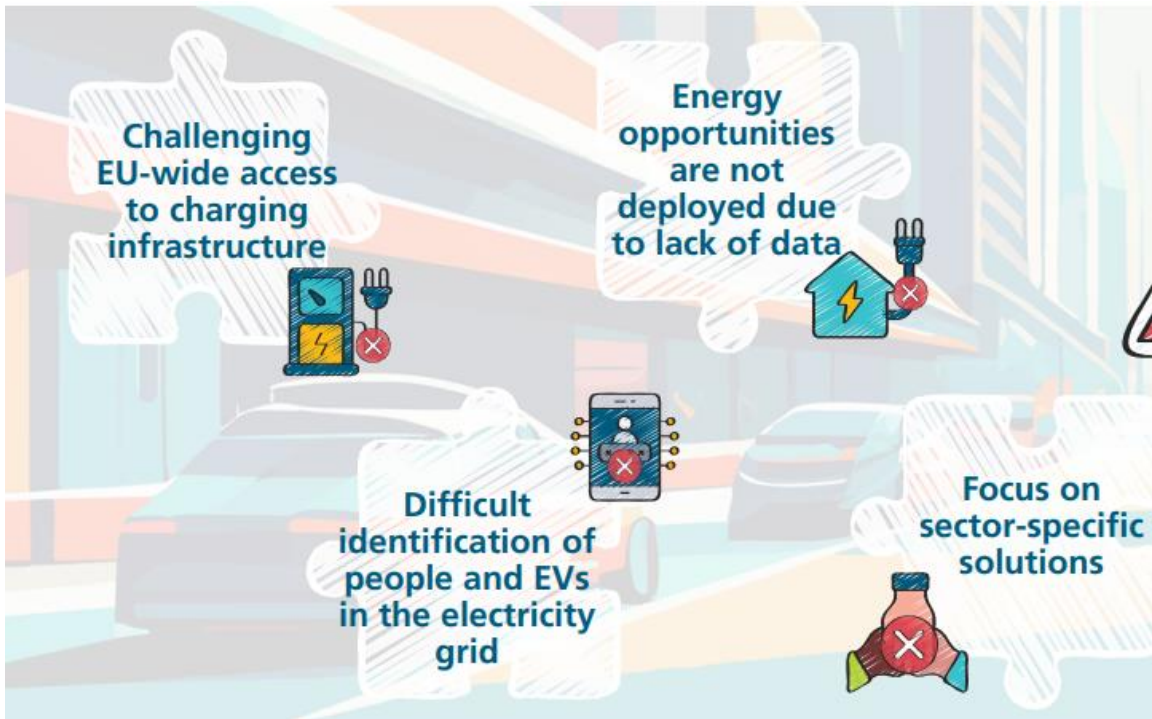 Challenging
EU-wide access
to charging
infrastructure
Energy
opportunities
are not
deployed due
to lack of data
Difficult
identification of
people and EVs
in the electricity
grid
Focus on
sector-specific
solutions